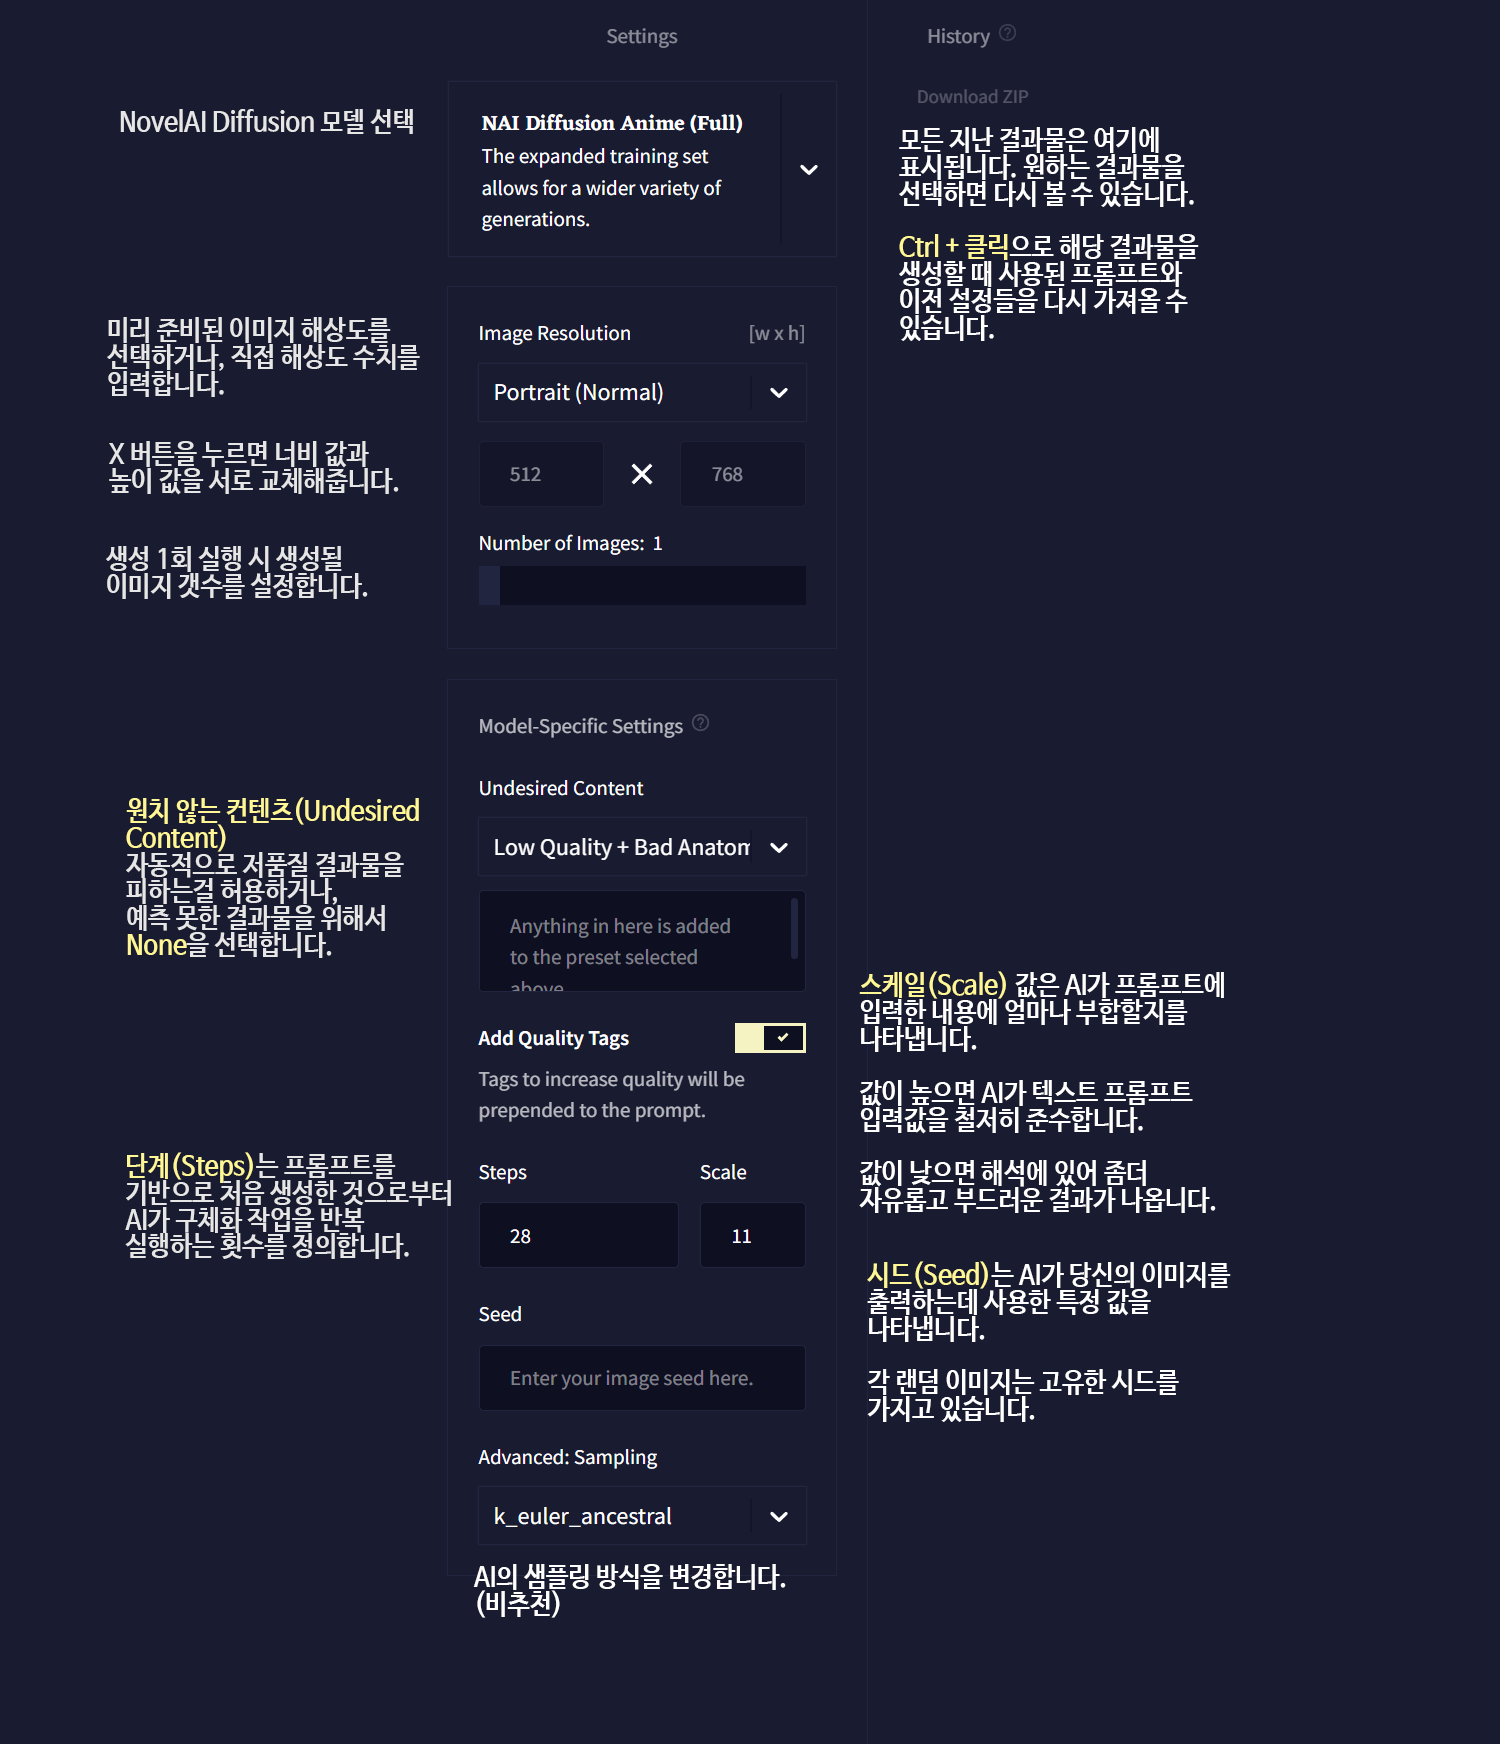 Settings
History
Download ZIP
NovelAI Diffusion 모델 선택
NAI Diffusion Anime (Full)
The expanded training set
allows for a wider variety of
generations.
모든 지난 결과물은 여기에
표시됩니다. 원하는 결과물을
선택하면 다시 볼 수 있습니다.
Ctrl + 클릭으로 해당 결과물을
생성할 때 사용된 프롬프트와
이전 설정들을 다시 가져올 수
있습니다.
미리 준비된 이미지 해상도를
선택하거나, 직접 해상도 수치를
입력합니다.
Image Resolution
[w x h]
Portrait (Normal)
X 버튼을 누르면 너비 값과
높이 값을 서로 교체해줍니다.
512
768
생성 1회 실행 시 생성될
이미지 갯수를 설정합니다.
Number of Images: 1
Model-Specific Settings
Undesired Content
원치 않는 컨텐츠(Undesired
Content)
자동적으로 저품질 결과물을
피하는걸 허용하거나,
예측 못한 결과물을 위해서
None을 선택합니다.
Low Quality + Bad Anatom
Anything in here is added
to the preset selected
above
Add Quality Tags
Tags to increase quality will be
prepended to the prompt.
스케일(Scale) 값은 AI가 프롬프트에
입력한 내용에 얼마나 부합할지를
나타냅니다.
값이 높으면 AI가 텍스트 프롬프트
입력값을 철저히 준수합니다.
값이 낮으면 해석에 있어 좀더
자유롭고 부드러운 결과가 나옵니다.
단계(Steps)는 프롬프트를
기반으로 처음 생성한 것으로부터
AI가 구체화 작업을 반복
실행하는 횟수를 정의합니다.
Steps
Scale
28
11
Seed
Enter your image seed here.
시드(Seed)는 AI가 당신의 이미지를
출력하는데 사용한 특정 값을
나타냅니다.
각 랜덤 이미지는 고유한 시드를
가지고 있습니다.
Advanced: Sampling
k_euler_ancestral
AI의 샘플링 방식을 변경합니다.
(비추천)